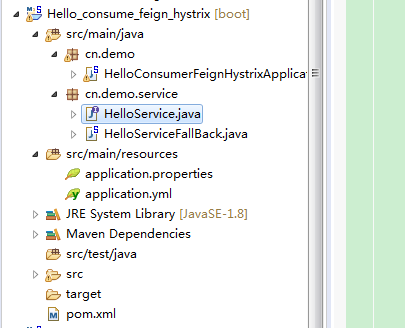 Hello_consume_feign_hystrix [boot]
src/main/java
cn.demo
HelloConsumerFeignHystrixApplicat
cn.demo.service
HelloService.java
HelloServiceFallBack.java
src/main/resources
application.properties
application.yml
JRE System Library [JavaSE-1.8]
Maven Dependencies
src/test/java
src
target
pom.xml